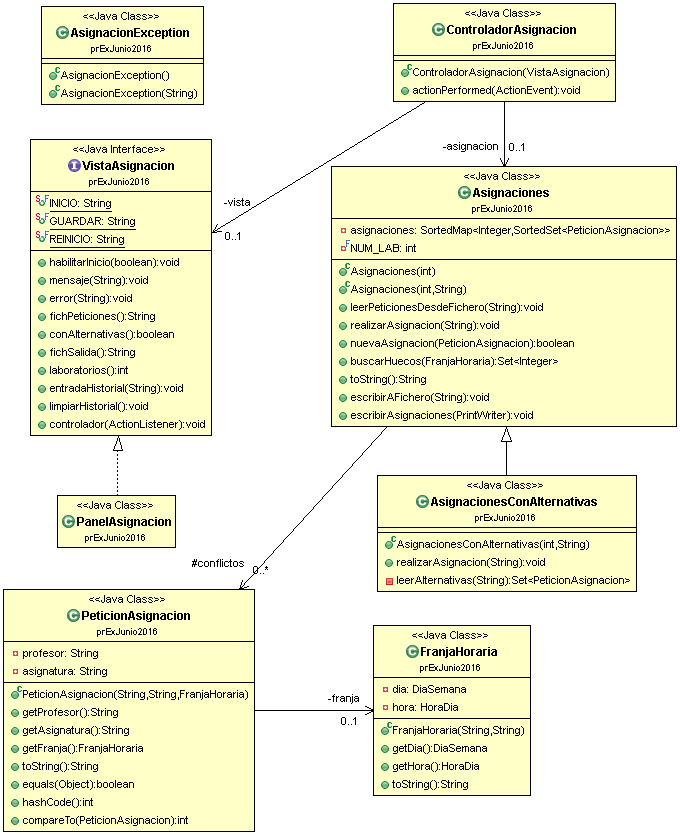 <<Java Class>>
AsignacionException
prExJunio2016
AsignacionException()
AsignacionException(String)
<<Java Class>>
ControladorAsignacion
prExJunio2016
ControladorAsignacion(VistaAsignacion)
actionPerformed(ActionEvent):void
-asignacion
0..1
-vista
0..1
<<Java Interface>>
VistaAsignacion
prExJunio2016
INICIO: String
GUARDAR: String
REINICIO: String
habilitarInicio(boolean):void
mensaje(String):void
error(String):void
fichPeticiones():String
conAlternativas():boolean
fichSalida():String
laboratorios():int
entradaHistorial(String):void
limpiarHistorial():void
controlador(ActionListener):void
<<Java Class>>
Asignaciones
prExJunio2016
asignaciones: SortedMap<Integer,SortedSet<PeticionAsignacion>>
NUM_LAB: int
Asignaciones(int)
Asignaciones(int,String)
leerPeticionesDesdeFichero(String):void
realizarAsignacion(String):void
nuevaAsignacion(PeticionAsignacion):boolean
buscarHuecos(FranjaHoraria):Set<Integer>
toString():String
escribirAFichero(String):void
escribirAsignaciones(PrintWriter):void
<<Java Class>>
PanelAsignacion
prExJunio2016
<<Java Class>>
AsignacionesConAlternativas
prExJunio2016
AsignacionesConAlternativas(int,String)
realizarAsignacion(String):void
leerAlternativas(String):Set<PeticionAsignacion>
#conflictos
0..*
<<Java Class>>
PeticionAsignacion
prExJunio2016
profesor: String
asignatura: String
PeticionAsignacion(String,String,FranjaHoraria)
getProfesor():String
getAsignatura():String
getFranja():FranjaHoraria
toString():String
equals(Object):boolean
hashCode():int
compareTo(PeticionAsignacion):int
-franja
0..1
<<Java Class>>
FranjaHoraria
prExJunio2016
dia: DiaSemana
hora: HoraDia
FranjaHoraria(String,String)
getDia():DiaSemana
getHora():HoraDia
toString():String